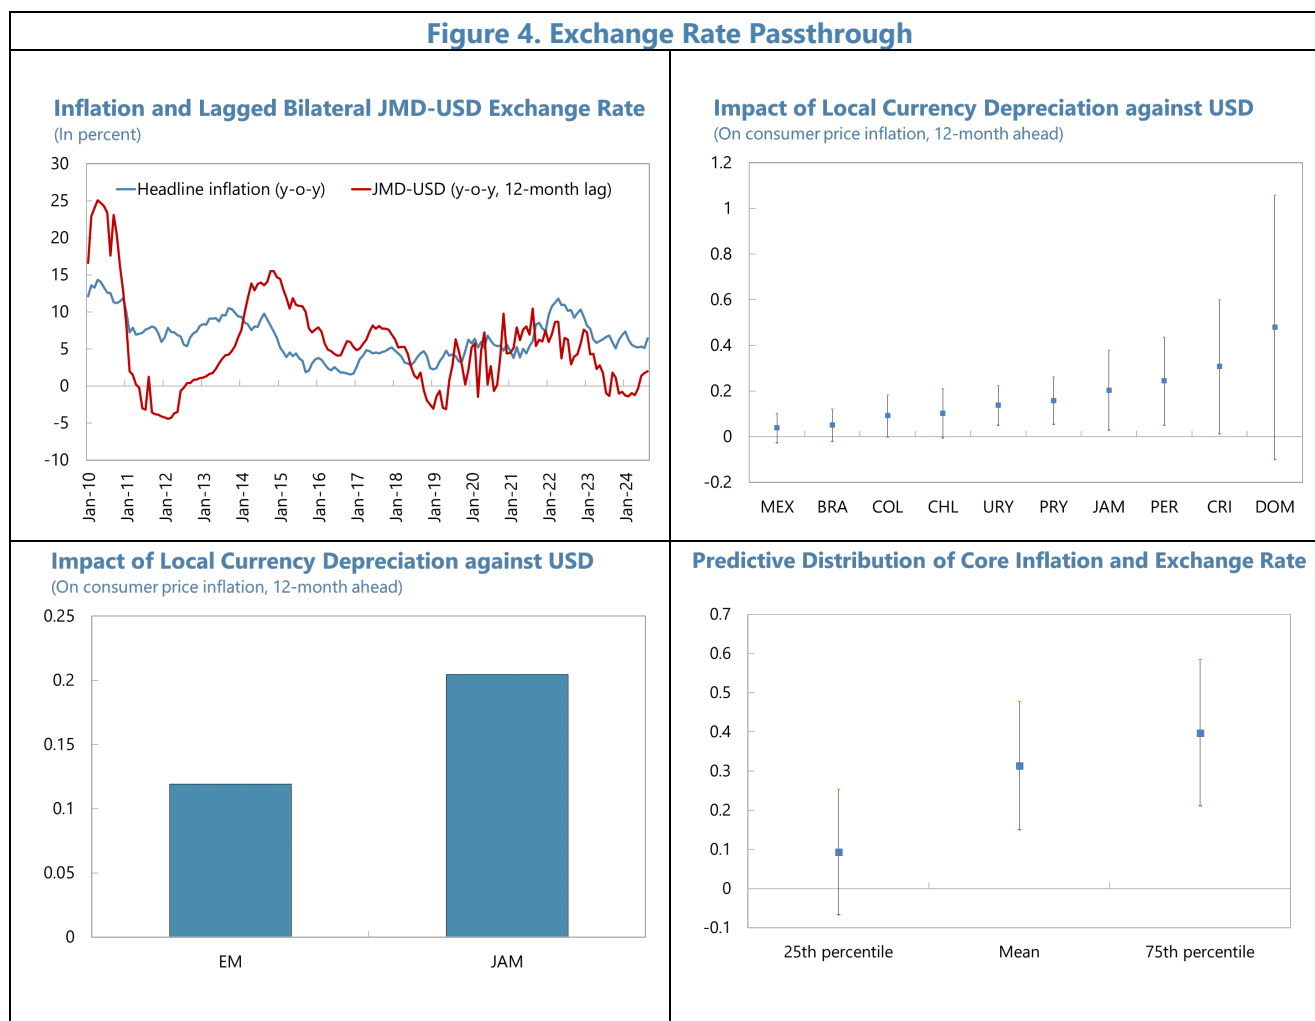 Figure 4. Exchange Rate Passthrough
Inflation and Lagged Bilateral JMD-USD Exchange Rate
(In percent)
30
25
20
15
10
5
0
-5
-10
Headline inflation (y-o-y)
JMD-USD (y-o-y, 12-month lag)
Jan-10
Jan-11
Jan-12
Jan-13
Jan-14
Jan-15
Jan-16
Jan-17
Jan-18
Jan-19
Jan-20
Jan-21
Jan-22
Jan-23
Jan-24
Impact of Local Currency Depreciation against USD
(On consumer price inflation, 12-month ahead)
1.2
1
0.8
0.6
0.4
0.2
0
-0.2
MEX BRA COL CHL URY PRY JAM PER CRI DOM
Impact of Local Currency Depreciation against USD
(On consumer price inflation, 12-month ahead)
0.25
0.2
0.15
0.1
0.05
0
EM JAM
Predictive Distribution of Core Inflation and Exchange Rate
0.7
0.6
0.5
0.4
0.3
0.2
0.1
0
-0.1
25th percentile Mean 75th percentile